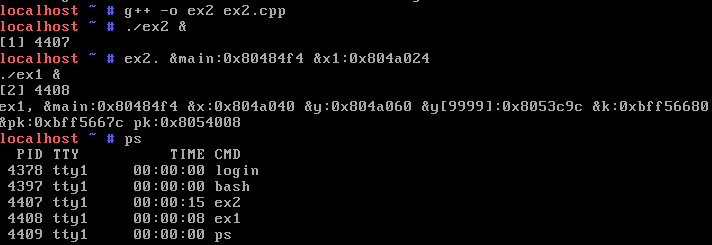 localhost ~ # g++ -o ex2 ex2.cpp
localhost ~ # ./ex2 &
[1] 4407
localhost ~ # ex2. &main:0x80484f4 &x1:0x804a024
./ex1 &
[2] 4408
ex1, &main:0x80484f4 &x:0x804a040 &y:0x804a060 &y[9999]:0x8053c9c &k:0xbff56680
&pk:0xbff5667c pk:0x8054008
localhost ~ # ps
  PID TTY          TIME CMD
 4378 tty1     00:00:00 login
 4397 tty1     00:00:00 bash
 4407 tty1     00:00:15 ex2
 4408 tty1     00:00:08 ex1
 4409 tty1     00:00:00 ps